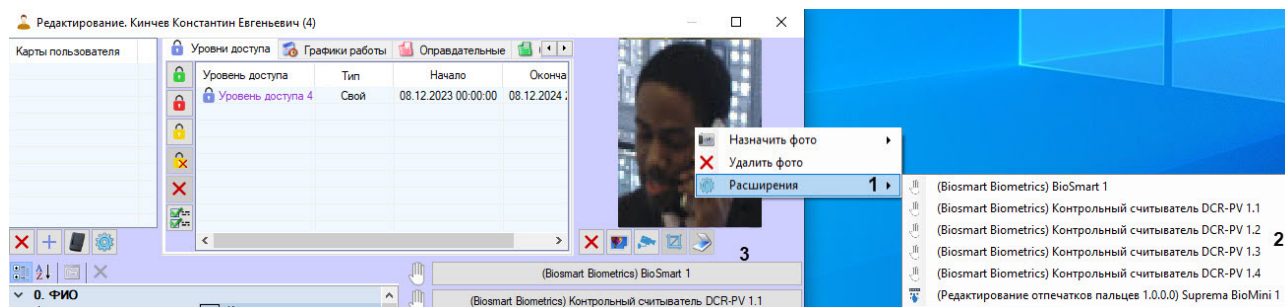 Редактирование. Кинчев Константин Евгеньевич (4)
Карты пользователя
Уровни доступа Графики работы Оправдательные
Уровень доступа Тип Начало Оконча
Уровень доступа 4 Свой 08.12.2023 00:00:00 08.12.2024
Назначить фото
Удалить фото
Расширения 1
(Biosmart Biometrics) BioSmart 1
(Biosmart Biometrics) Контрольный считыватель DCR-PV 1.1
(Biosmart Biometrics) Контрольный считыватель DCR-PV 1.2
2
(Biosmart Biometrics) Контрольный считыватель DCR-PV 1.3
(Biosmart Biometrics) Контрольный считыватель DCR-PV 1.4
(Редактирование отпечатков пальцев 1.0.0.0) Suprema BioMini 1
3
(Biosmart Biometrics) BioSmart 1
0. ФИО
(Biosmart Biometrics) Контрольный считыватель DCR-PV 1.1